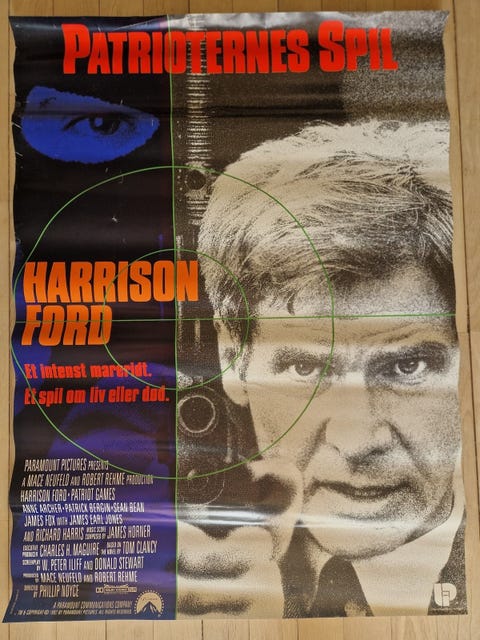 PATRIOTERNES SPIL
HARRISON
FORD
Et intenst mareridt.
Et spil om liv eller død.
PARAMOUNT PICTURES PRESENTS
A MACE NEUFELD AND ROBERT REHME PRODUCTION
HARRISON FORD • PATRIOT GAMES
ANNE ARCHER • PATRICK BERGIN • SEAN BEAN
JAMES FOX WITH JAMES EARL JONES
AND RICHARD HARRIS MUSIC SCORE COMPOSED BY JAMES HORNER
EXECUTIVE PRODUCER CHARLES H. MAGUIRE BASED ON THE NOVEL BY TOM CLANCY
SCREENPLAY BY W. PETER ILIFF AND DONALD STEWART
PRODUCED BY MACE NEUFELD AND ROBERT REHME
DIRECTED BY PHILLIP NOYCE
A PARAMOUNT COMMUNICATIONS COMPANY